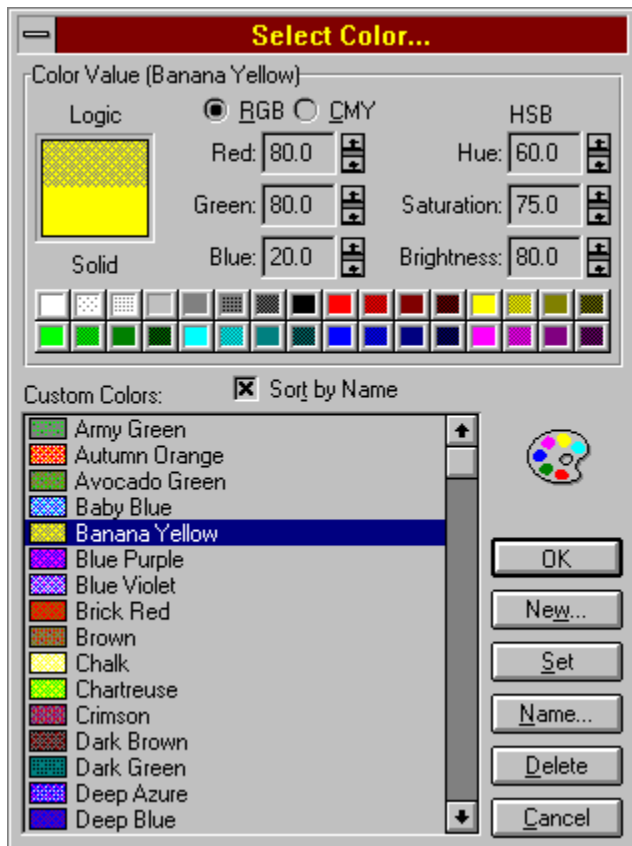 Select Color...
Color Value (Banana Yellow)
Logic RGB CMY HSB
Red: 80.0 Hue: 60.0
Green: 80.0 Saturation: 75.0
Solid Blue: 20.0 Brightness: 80.0
Custom Colors: Sort by Name
Army Green
Autumn Orange
Avocado Green
Baby Blue
Banana Yellow
Blue Purple
Blue Violet
Brick Red
Brown
Chalk
Chartreuse
Crimson
Dark Brown
Dark Green
Deep Azure
Deep Blue
OK
New...
Set
Name...
Delete
Cancel